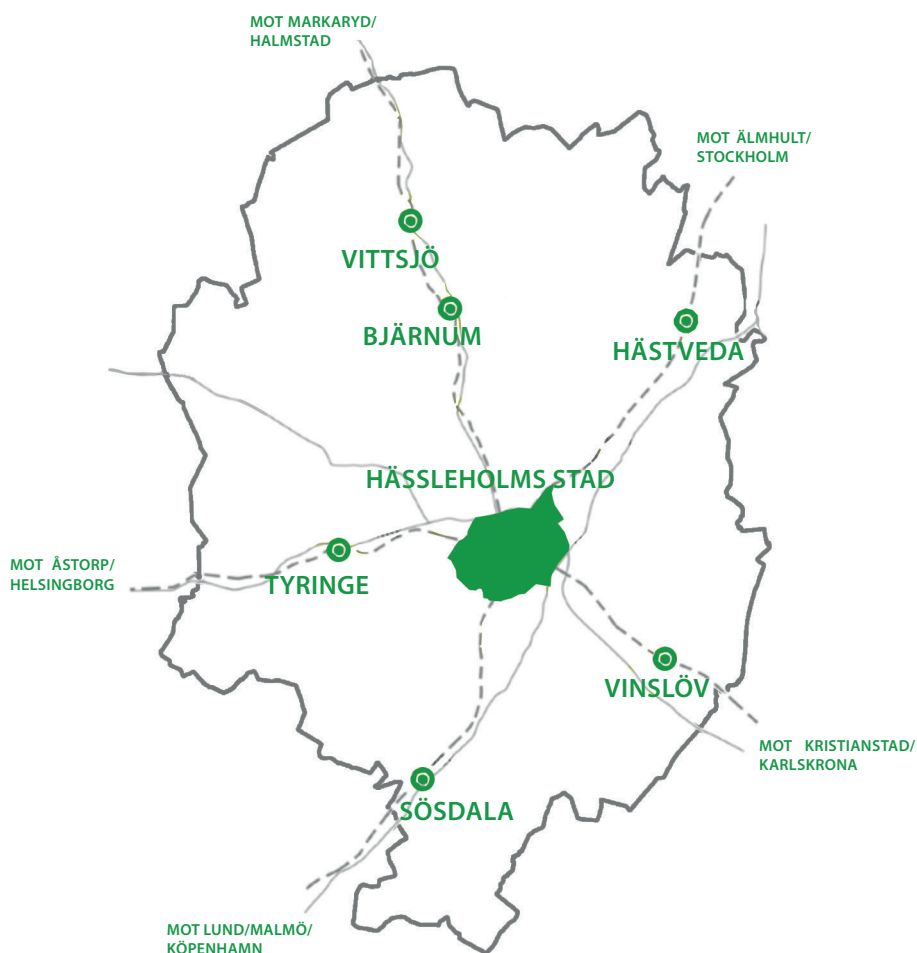 MOT MARKARYD/
HALMSTAD
MOT ÄLMHULT/
STOCKHOLM
VITTSJÖ
BJÄRNUM
HÄSTVEDA
HÄSSLEHOLMS STAD
MOT ÅSTORP/
HELSINGBORG
TYRINGE
VINSLÖV
MOT KRISTIANSTAD/
KARLSKRONA
SÖSDALA
MOT LUND/MALMÖ/
KÖPENHAMN